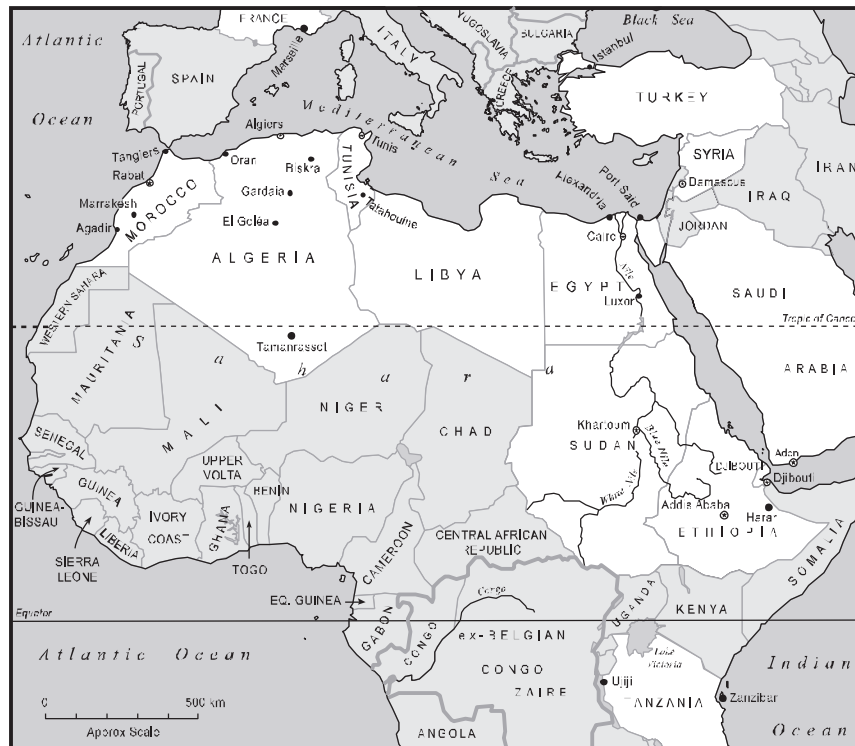 FRANCE
Black Sea
Atlantic
ITALY
YUGOSLAVIA
BULGARIA
Istanbul
Marseille
PORTUGAL
SPAIN
GREECE
TURKEY
Ocean
Mediterranean
Sea
Algiers
Tunis
Tangiers
Oran
Biskra
TUNISIA
SYRIA
IRAN
Rabat
Damascus
Gardaia
Alexandria
Port Said
IRAQ
Marrakesh
MOROCCO
Tatahouine
El Goléa
JORDAN
Agadir
Cairo
ALGERIA
LIBYA
EGYPT
Nile
WESTERN SAHARA
Luxor
SAUDI
Tropic of Cance
MAURITANIA
Tamanrasset
Sahara
ARABIA
MALI
NIGER
CHAD
Khartoum
SUDAN
Blue Nile
SENEGAL
UPPER
VOLTA
DJIBOUTI
Aden
Djibouti
GUINEA
BENIN
NIGERIA
White Nile
GUINEA-
BISSAU
IVORY
COAST
GHANA
Addis Ababa
Harar
ETHIOPIA
LIBERIA
CAMEROON
CENTRAL AFRICAN
REPUBLIC
SOMALIA
SIERRA
LEONE
TOGO
EQ. GUINEA
Congo
UGANDA
KENYA
Equator
GABON
CONGO
ex-BELGIAN
CONGO
ZAIRE
Lake
Victoria
Atlantic Ocean
Indian
Ujiji
TANZANIA
Zanzibar
0 500 km
Approx Scale
ANGOLA
Ocean